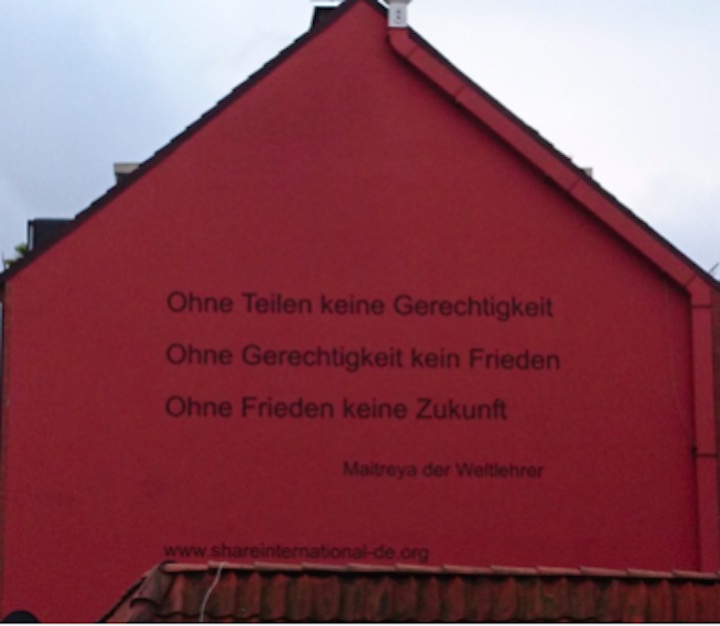 Ohne Teilen keine Gerechtigkeit
Ohne Gerechtigkeit kein Frieden
Ohne Frieden keine Zukunft
Maitreya der Weltlehrer
www.shareinternational-de.org